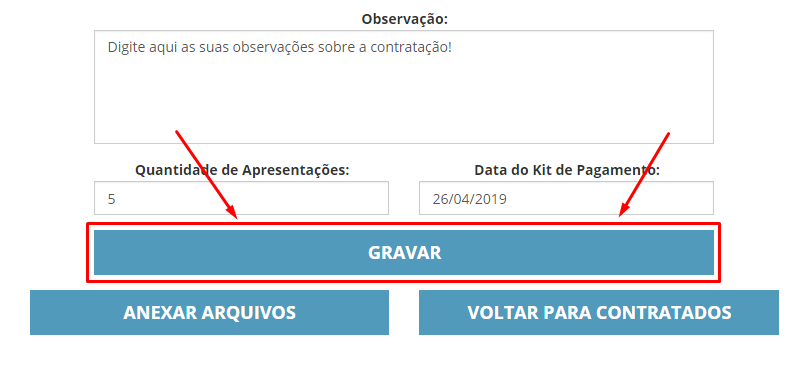 Observação:
Digite aqui as suas observações sobre a contratação!
Quantidade de Apresentações: Data do Kit de Pagamento:
5 26/04/2019
GRAVAR
ANEXAR ARQUIVOS VOLTAR PARA CONTRATADOS